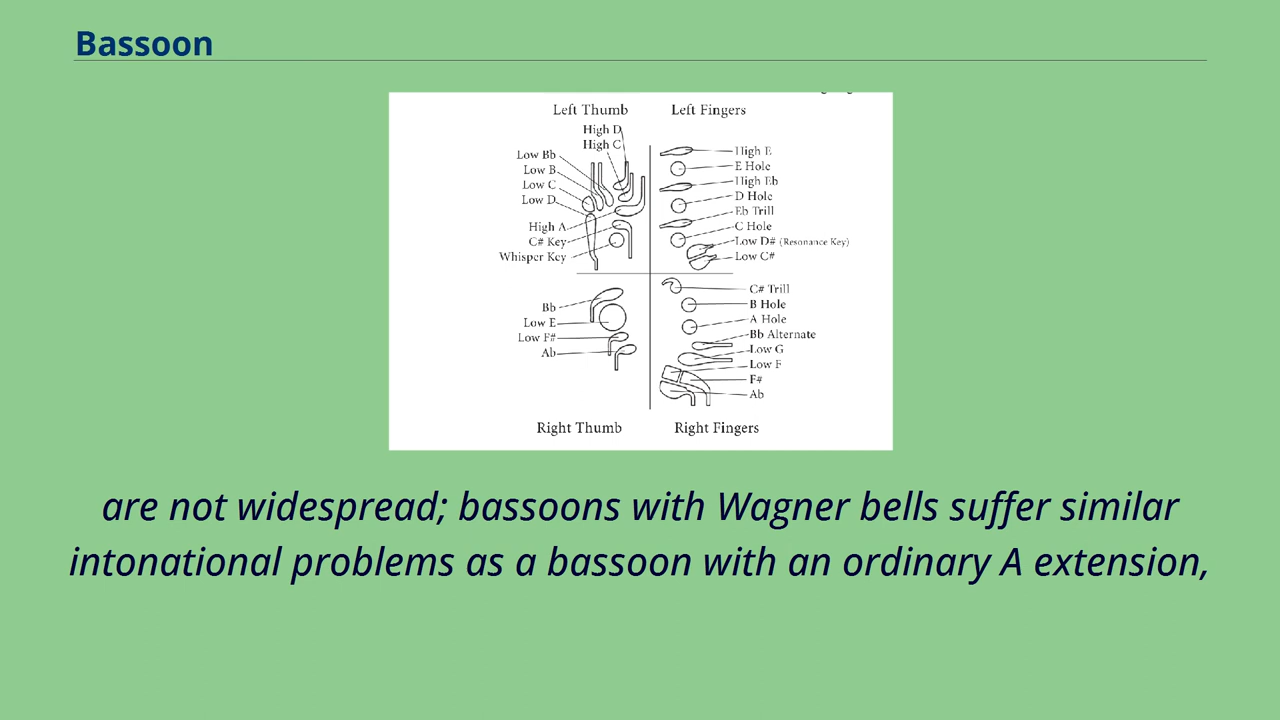 Bassoon
Left Thumb
Left Fingers
High D
High C
Low Bb
Low B
Low C
Low D
High A
C# Key
Whisper Key
High E
E Hole
High Eb
D Hole
Eb Trill
C Hole
Low D# (Resonance Key)
Low C#
Bb
Low E
Low F#
Ab
C# Trill
B Hole
A Hole
Bb Alternate
Low G
Low F
F#
Ab
Right Thumb
Right Fingers
are not widespread; bassoons with Wagner bells suffer similar
intonational problems as a bassoon with an ordinary A extension,